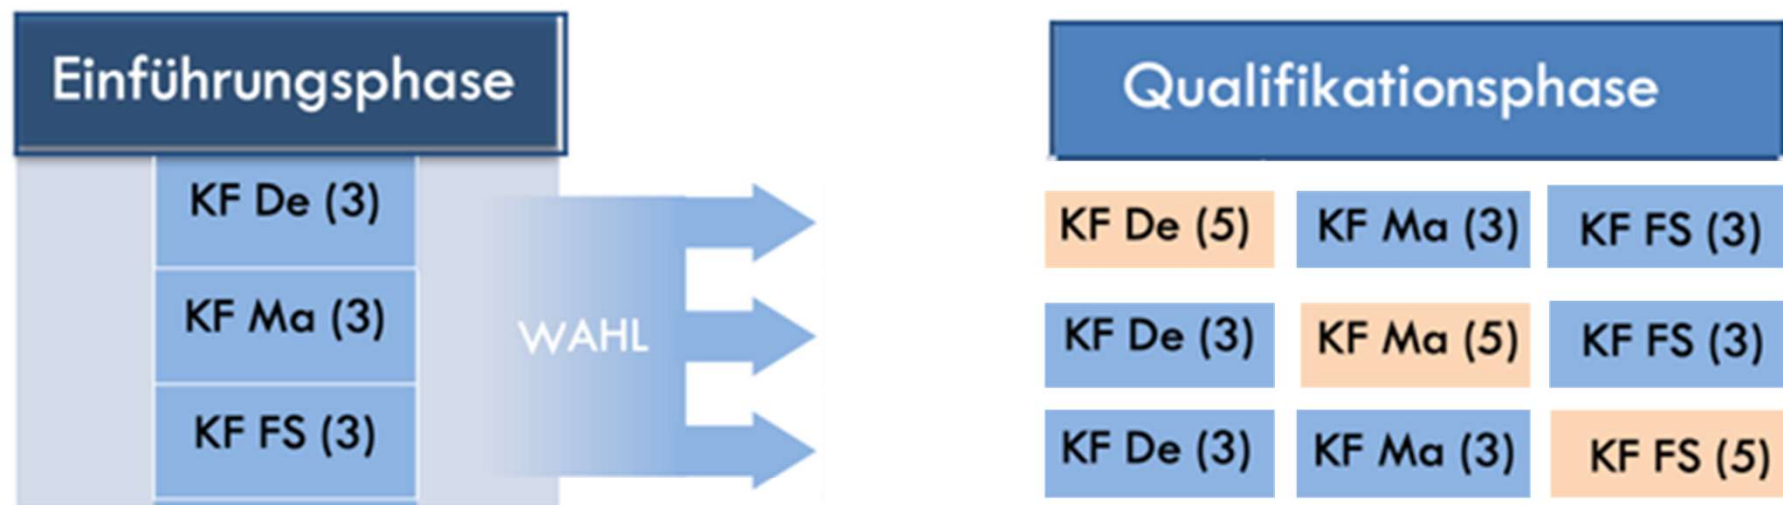 Einführungsphase
KF De (3)
KF Ma (3)
KF FS (3)
WAHL
Qualifikationsphase
KF De (5) KF Ma (3) KF FS (3)
KF De (3) KF Ma (5) KF FS (3)
KF De (3) KF Ma (3) KF FS (5)